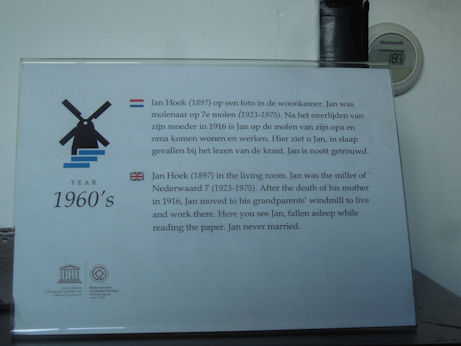 Honeywell
Jan Hoek (1897) op een foto in de woonkamer. Jan was
molenaar op 7e molen (1923-1975). Na het overlijden van
zijn moeder in 1916 is Jan op de molen van zijn opa en
oma komen wonen en werken. Hier ziet u Jan, in slaap
gevallen bij het lezen van de krant. Jan is nooit getrouwd.
YEAR
1960's
Jan Hoek (1897) in the living room. Jan was the miller of
Nederwaard 7 (1923-1975). After the death of his mother
in 1916, Jan moved to his grandparents' windmill to live
and work there. Here you see Jan, fallen asleep while
reading the paper. Jan never married.